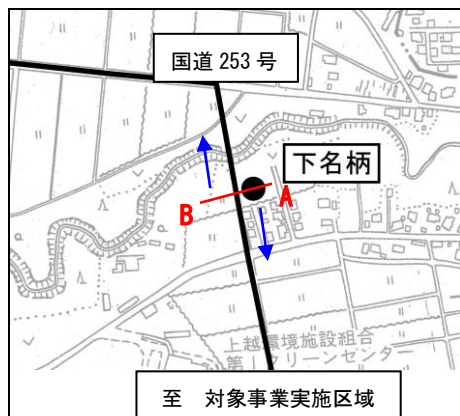 国道 253 号
下名柄
A
B
上越環境施設組合
第1クリーンセンター
至 対象事業実施区域